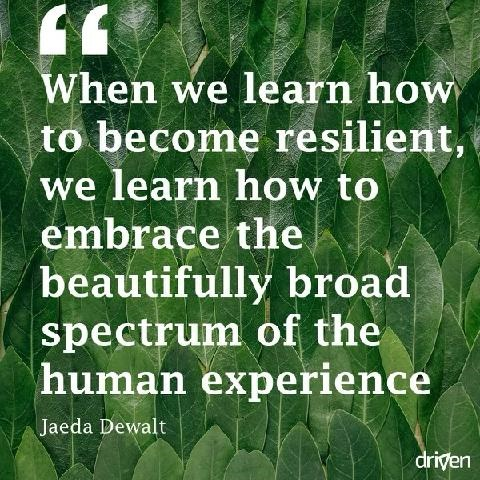 “
When we learn how
to become resilient,
we learn how to
embrace the
beautifully broad
spectrum of the
human experience
Jaeda Dewalt
driven